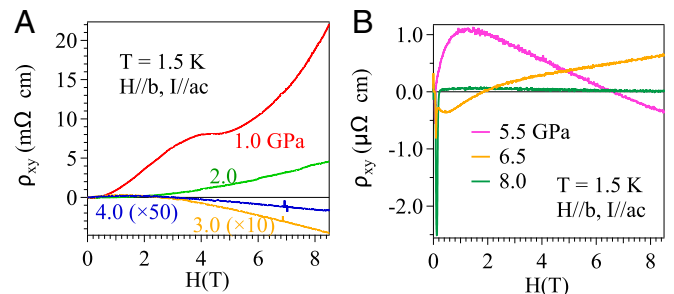 A
B
20
15
10
5
0
ρxy (mΩ cm)
T = 1.5 K
H//b, I//ac
1.0 GPa
2.0
4.0 (×50)
3.0 (×10)
0 2 4 6 8
H(T)
1.0
0.0
-1.0
-2.0
ρxy (μΩ cm)
5.5 GPa
6.5
8.0
T = 1.5 K
H//b, I//ac
0 2 4 6 8
H(T)